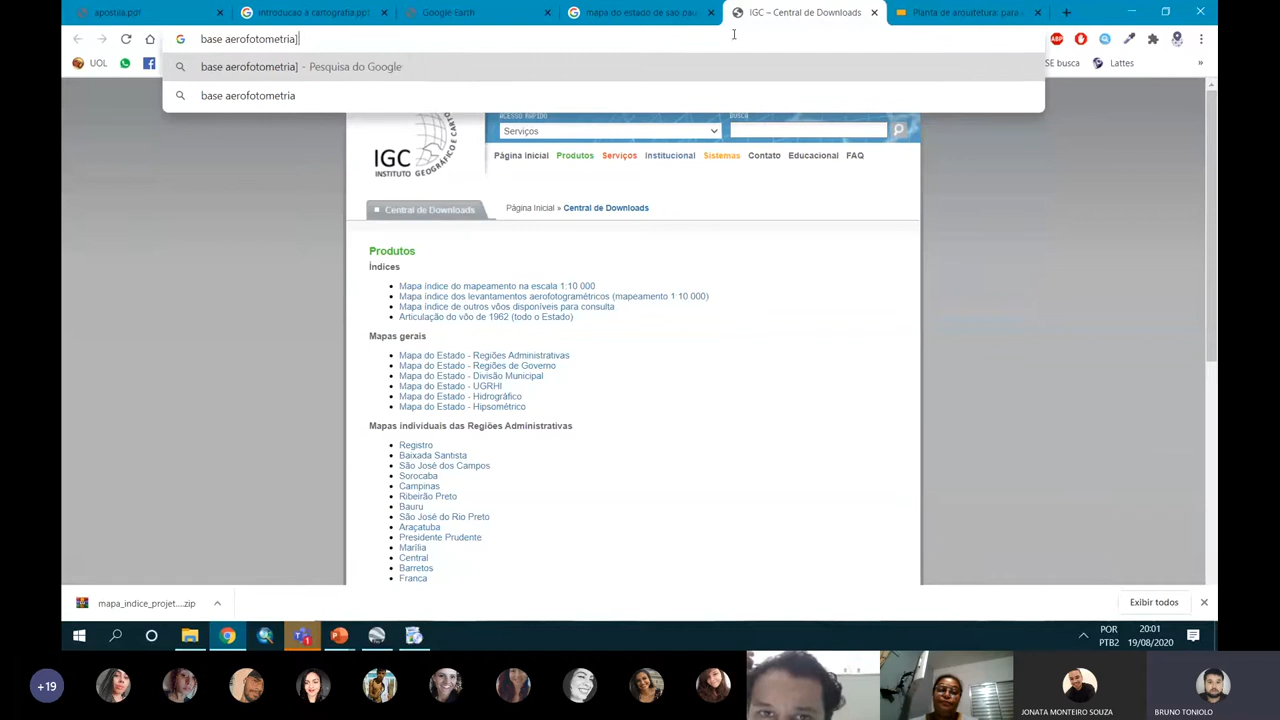 apostila.pdf
introducao à cartografia.ppt
Google Earth
mapa do estado de sao pau
IGC – Central de Downloads
Planta de arquitetura: para
base aerofotometria]
base aerofotometria] - Pesquisa do Google
base aerofotometria
UOL
SE busca
Lattes
ABP
ACESSO RÁPIDO
BUSCA
Serviços
IGC
INSTITUTO GEOGRÁFICO E CARTO
Página Inicial Produtos Serviços Institucional Sistemas Contato Educacional FAQ
Central de Downloads
Página Inicial » Central de Downloads
Produtos
Índices
Mapa índice do mapeamento na escala 1:10 000
Mapa índice dos levantamentos aerofotogramétricos (mapeamento 1:10 000)
Mapa índice de outros vôos disponíveis para consulta
Articulação do vôo de 1962 (todo o Estado)
Mapas gerais
Mapa do Estado - Regiões Administrativas
Mapa do Estado - Regiões de Governo
Mapa do Estado - Divisão Municipal
Mapa do Estado - UGRHI
Mapa do Estado - Hidrográfico
Mapa do Estado - Hipsométrico
Mapas individuais das Regiões Administrativas
Registro
Baixada Santista
São José dos Campos
Sorocaba
Campinas
Ribeirão Preto
Bauru
São José do Rio Preto
Araçatuba
Presidente Prudente
Marília
Central
Barretos
Franca
mapa_indice_projet....zip
Exibir todos
POR
PTB2
20:01
19/08/2020
+19
JONATA MONTEIRO SOUZA
BRUNO TONIOLO